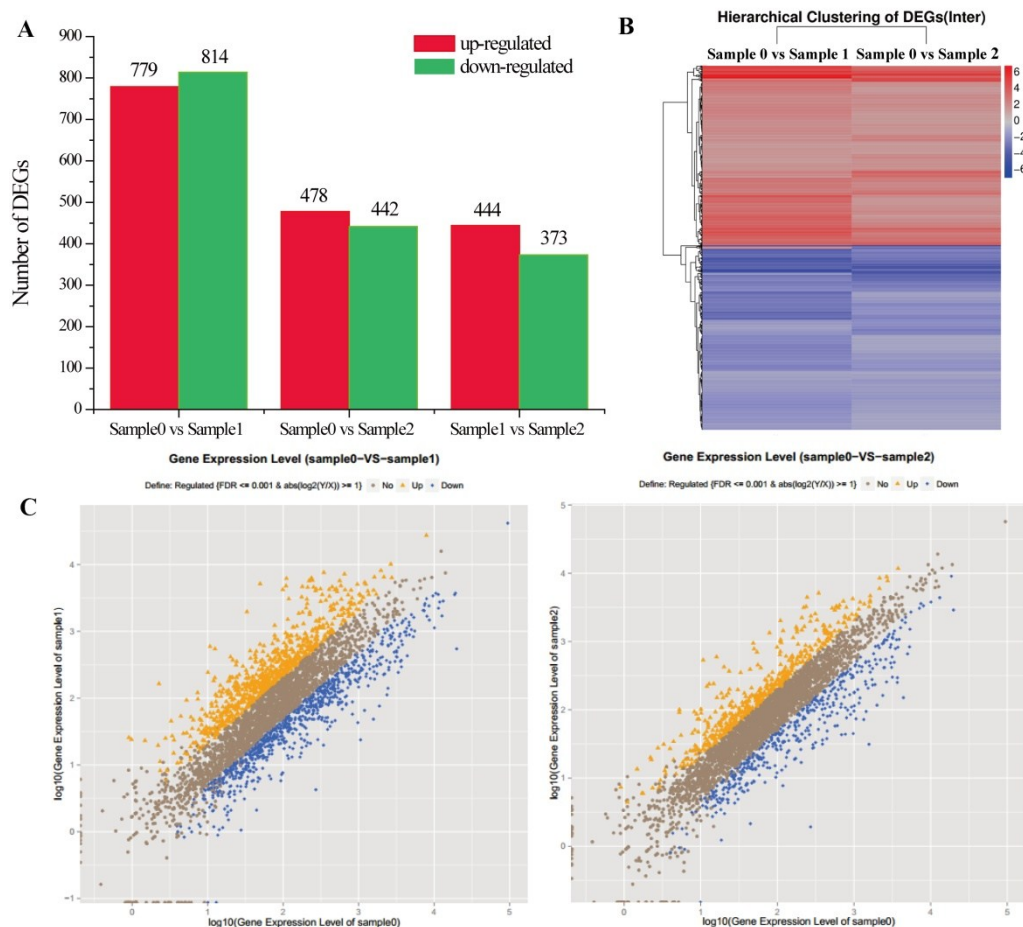 A
900
800
700
600
500
400
300
200
100
0
Number of DEGs
up-regulated
down-regulated
779
814
478
442
444
373
Sample0 vs Sample1
Sample0 vs Sample2
Sample1 vs Sample2
B
Hierarchical Clustering of DEGs(Inter)
Sample 0 vs Sample 1
Sample 0 vs Sample 2
6
4
2
0
−2
−4
−6
C
Gene Expression Level (sample0−VS−sample1)
Define: Regulated {FDR <= 0.001 & abs(log2(Y/X)) >= 1} No Up Down
log10(Gene Expression Level of sample1)
4
3
2
1
0
−1
0
1
2
3
4
5
log10(Gene Expression Level of sample0)
Gene Expression Level (sample0−VS−sample2)
Define: Regulated {FDR <= 0.001 & abs(log2(Y/X)) >= 1} No Up Down
log10(Gene Expression Level of sample2)
5
4
3
2
1
0
0
1
2
3
4
5
log10(Gene Expression Level of sample0)